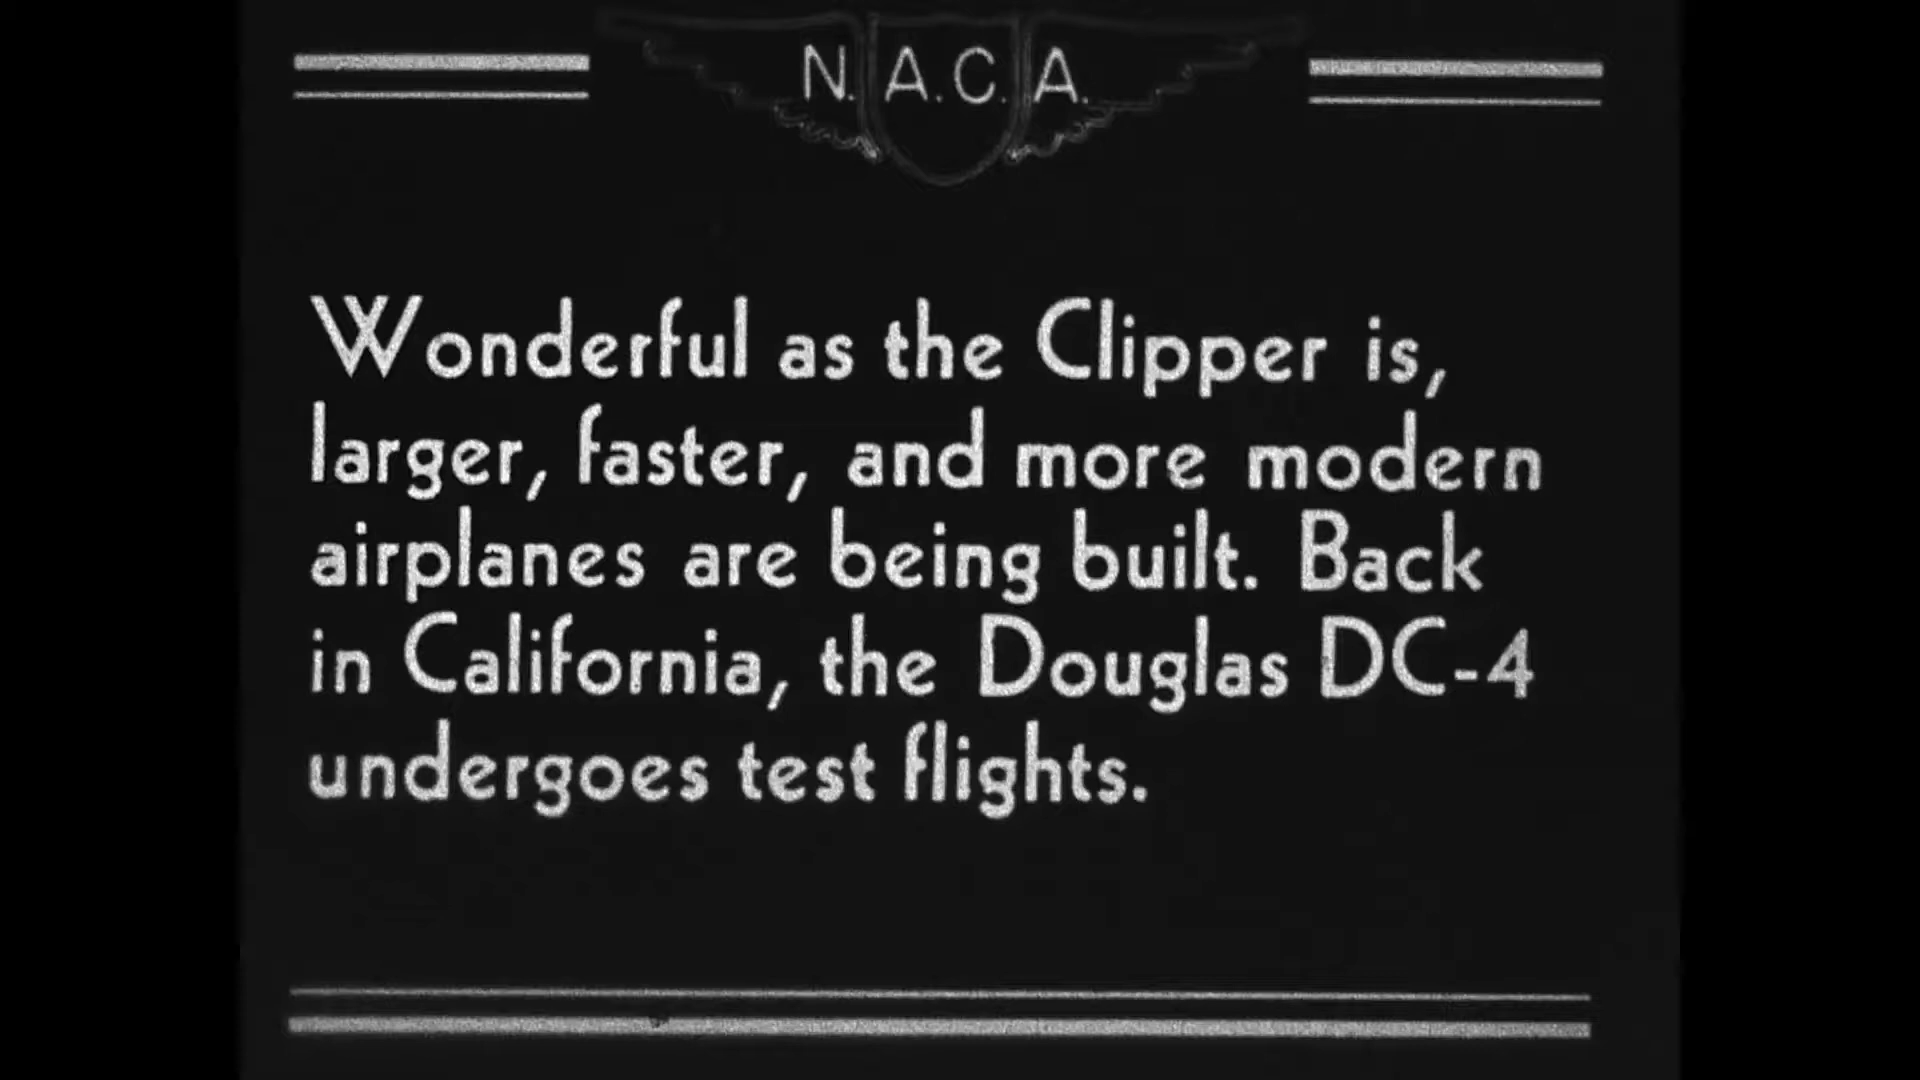 N.A.C.A.
Wonderful as the Clipper is,
larger, faster, and more modern
airplanes are being built. Back
in California, the Douglas DC-4
undergoes test flights.